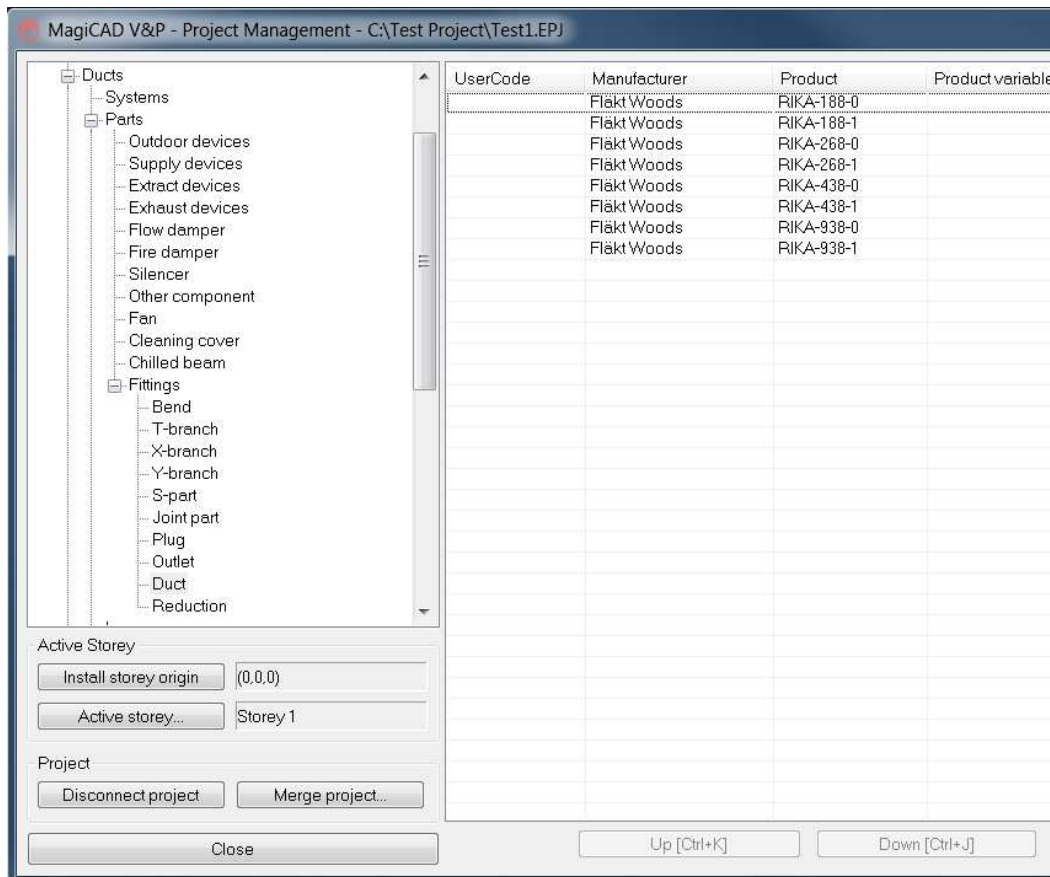 MagiCAD V&P - Project Management - C:\Test Project\Test1.EPJ
Ducts
Systems
Parts
Outdoor devices
Supply devices
Extract devices
Exhaust devices
Flow damper
Fire damper
Silencer
Other component
Fan
Cleaning cover
Chilled beam
Fittings
Bend
T-branch
X-branch
Y-branch
S-part
Joint part
Plug
Outlet
Duct
Reduction
Active Storey
Install storey origin (0,0,0)
Active storey... Storey 1
Project
Disconnect project Merge project...
Close
UserCode Manufacturer Product Product variable
Fläkt Woods RIKA-188-0
Fläkt Woods RIKA-188-1
Fläkt Woods RIKA-268-0
Fläkt Woods RIKA-268-1
Fläkt Woods RIKA-438-0
Fläkt Woods RIKA-438-1
Fläkt Woods RIKA-938-0
Fläkt Woods RIKA-938-1
Up [Ctrl+K] Down [Ctrl+J]